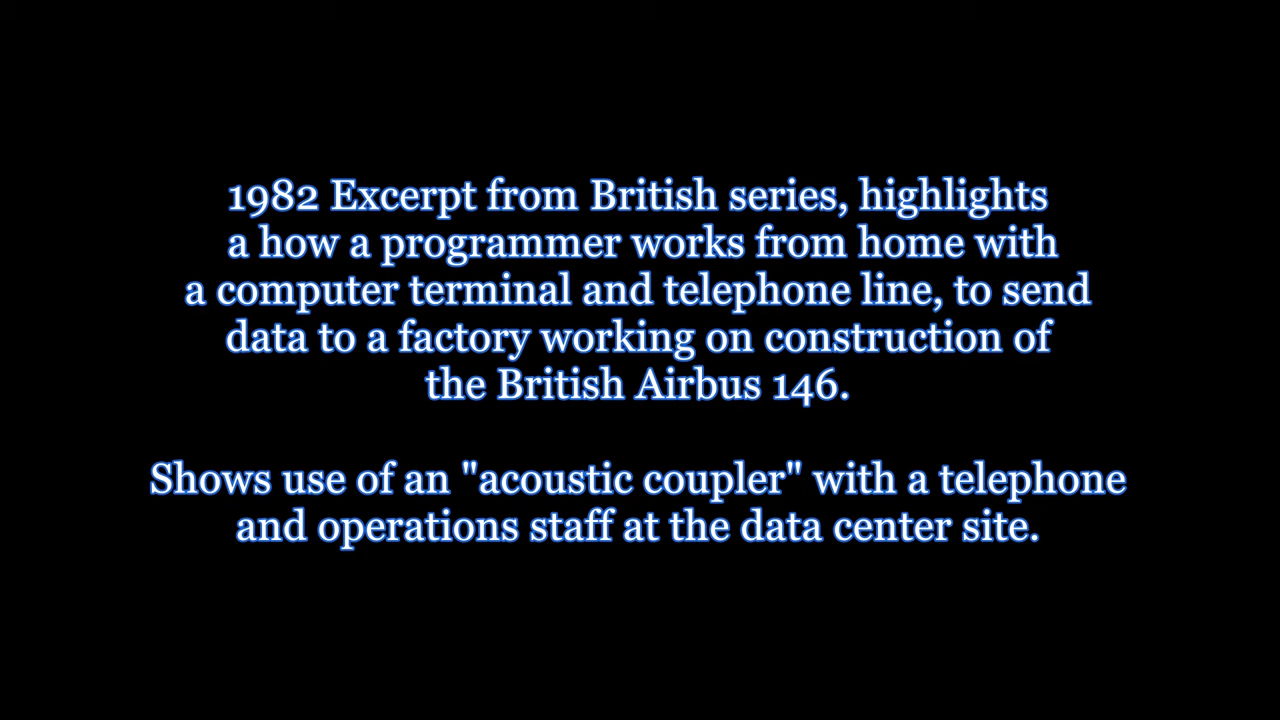 1982 Excerpt from British series, highlights
a how a programmer works from home with
a computer terminal and telephone line, to send
data to a factory working on construction of
the British Airbus 146.
Shows use of an "acoustic coupler" with a telephone
and operations staff at the data center site.